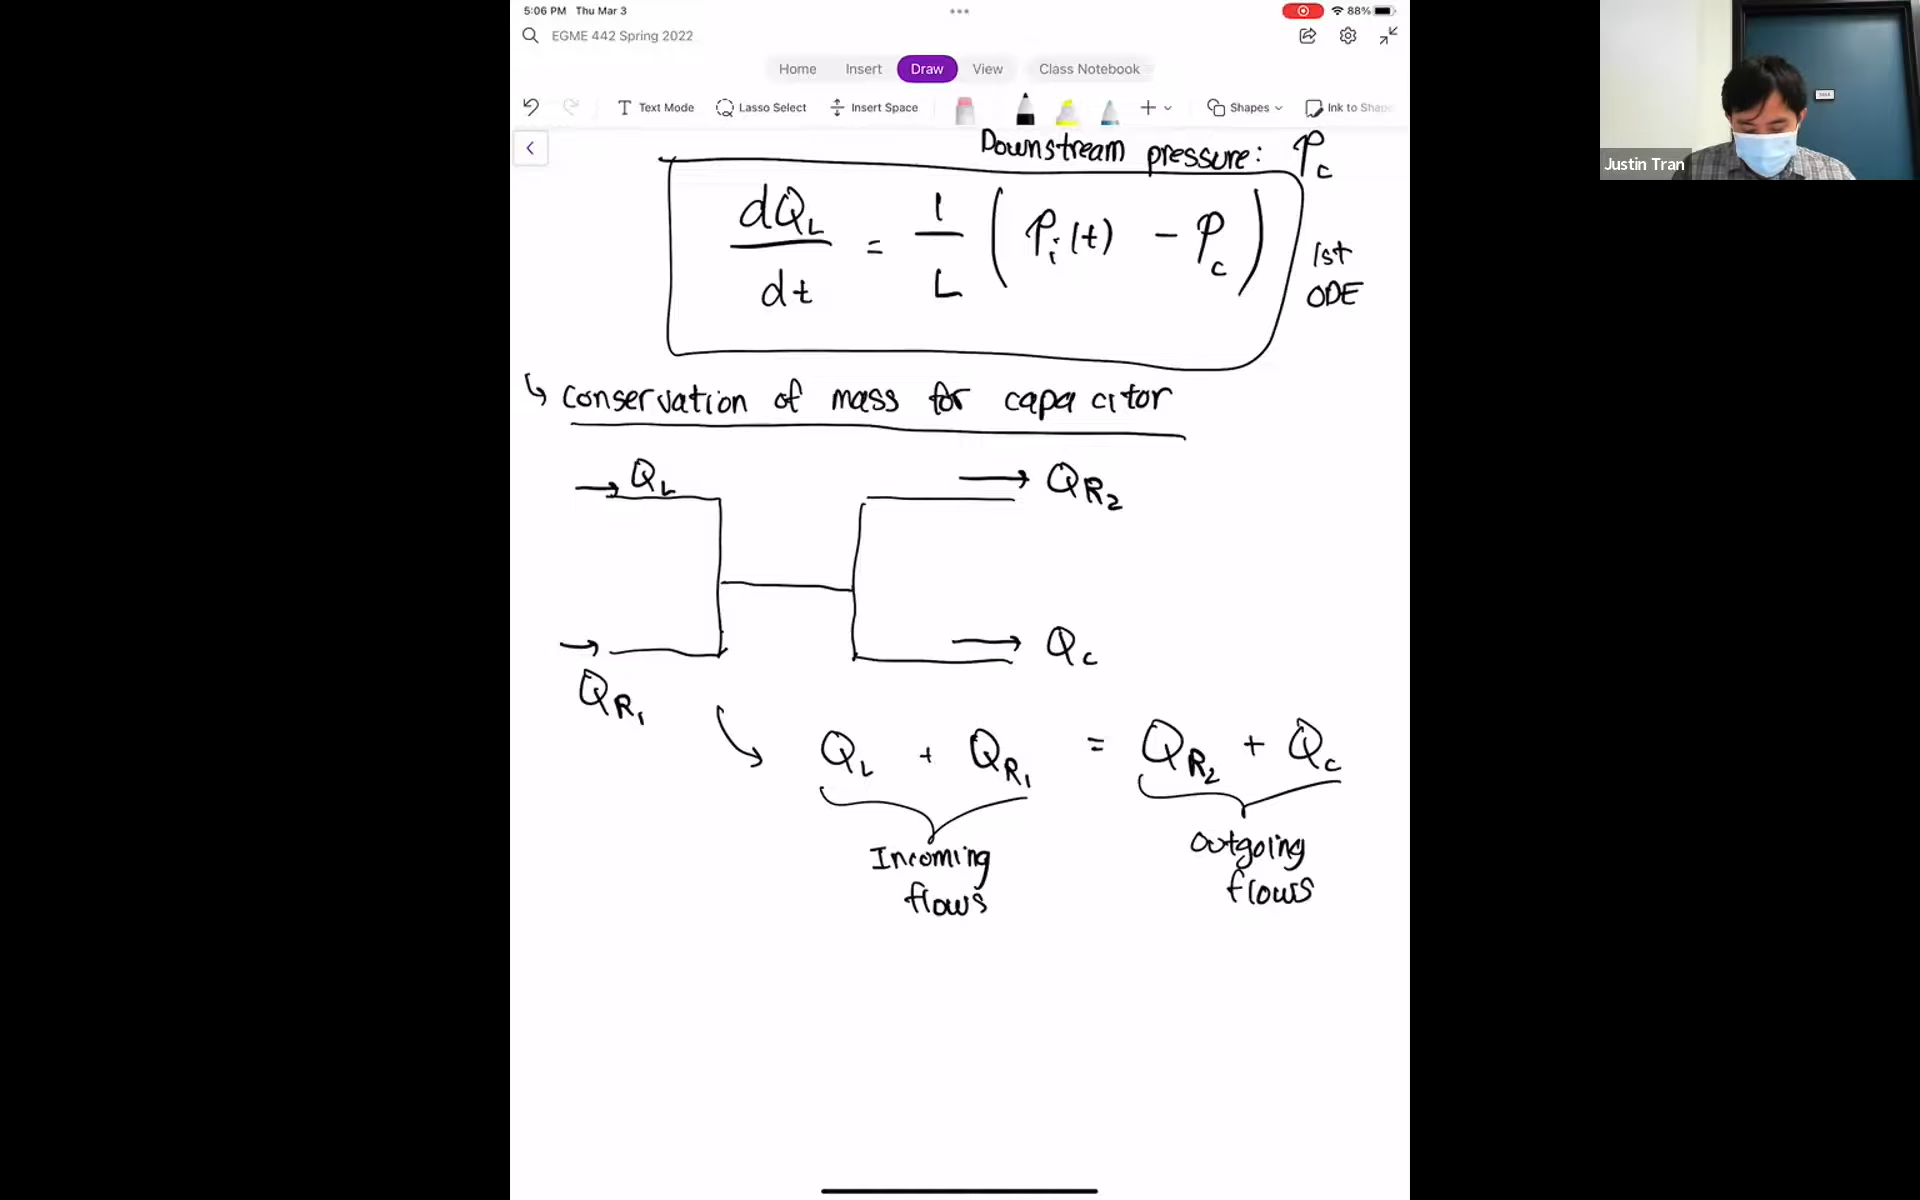 5:06 PM Thu Mar 3
88%
EGME 442 Spring 2022
Home Insert Draw View Class Notebook
Text Mode Lasso Select Insert Space Shapes Ink to Shape
Justin Tran
Downstream pressure: P_c
dQ_L/dt = 1/L (P_i(t) - P_c)
1st
ODE
↳ conservation of mass for capacitor
→ Q_L
→ Q_R2
→ Q_R1
→ Q_c
Q_L + Q_R1 = Q_R2 + Q_c
Incoming
flows
Outgoing
flows